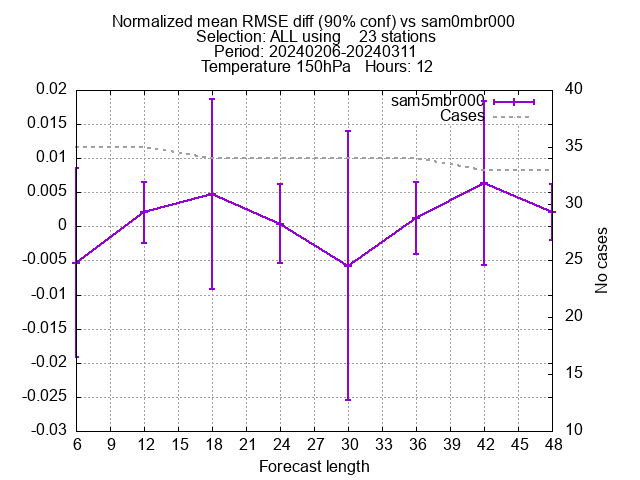 Normalized mean RMSE diff (90% conf) vs sam0mbr000
Selection: ALL using    23 stations
Period: 20240206-20240311
Temperature 150hPa   Hours: 12
sam5mbr000
Cases
0.02
0.015
0.01
0.005
0
-0.005
-0.01
-0.015
-0.02
-0.025
-0.03
40
35
30
25
20
15
10
No cases
6 9 12 15 18 21 24 27 30 33 36 39 42 45 48
Forecast length